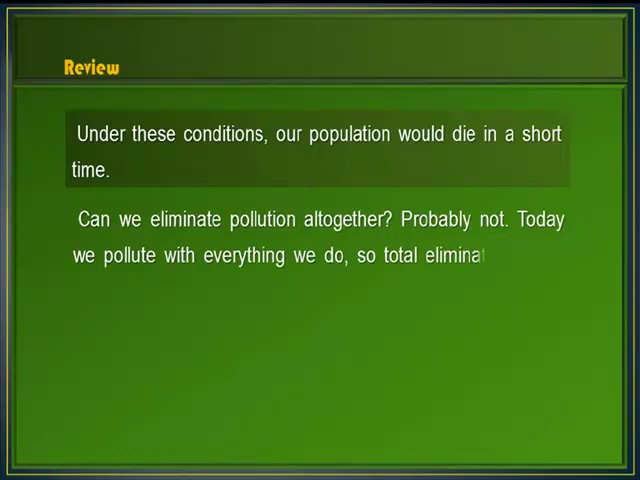 Review
Under these conditions, our population would die in a short
time.
Can we eliminate pollution altogether? Probably not. Today
we pollute with everything we do, so total elimina